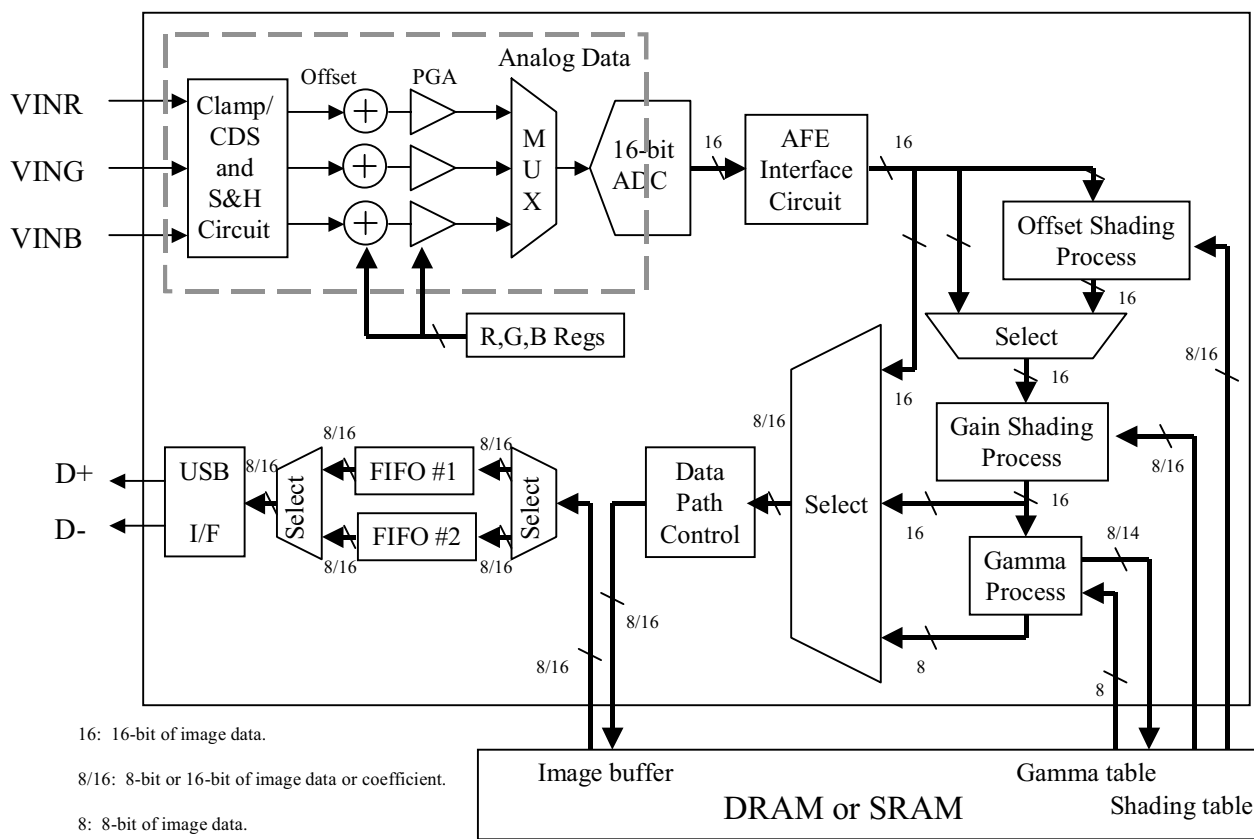 Analog Data
Offset
PGA
VINR
VING
VINB
Clamp/
CDS
and
S&H
Circuit
+
+
+
M
U
X
16-bit
ADC
16
AFE
Interface
Circuit
16
Offset Shading
Process
16
R,G,B Regs
Select
8/16
16
16
8/16
Gain Shading
Process
8/16
16
D+
D-
USB
I/F
8/16
Select
8/16
FIFO #1
8/16
8/16
FIFO #2
8/16
Select
Data
Path
Control
Select
16
Gamma
Process
8/14
8
8/16
8/16
8
16: 16-bit of image data.
8/16: 8-bit or 16-bit of image data or coefficient.
8: 8-bit of image data.
Image buffer
Gamma table
Shading table
DRAM or SRAM